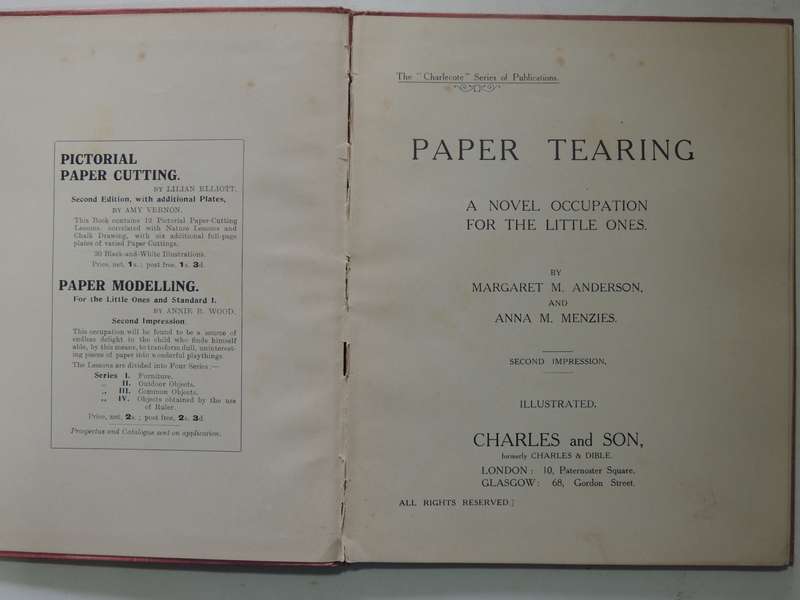 PICTORIAL
PAPER CUTTING.
BY LILIAN ELLIOTT.
Second Edition, with additional Plates,
BY AMY VERNON.
This Book contains 12 Pictorial Paper-Cutting
Lessons correlated with Nature Lessons and
Chalk Drawing, with six additional full-page
plates of varied Paper Cuttings.
30 Black-and-White Illustrations.
Price, net, 1s. ; post free, 1s. 3d.
PAPER MODELLING.
For the Little Ones and Standard I.
BY ANNIE B. WOOD.
Second Impression.
This occupation will be found to be a source of
endless delight to the child who finds himself
able, by this means, to transform dull, uninterest-
ing pieces of paper into wonderful playthings.
The Lessons are divided into Four Series :—
Series I. Furniture.
„ II. Outdoor Objects.
„ III. Common Objects.
„ IV. Objects obtained by the use
of Ruler.
Price, net, 2s. ; post free, 2s. 3d.
Prospectus and Catalogue sent on application.
The "Charlecote" Series of Publications.
PAPER TEARING
A NOVEL OCCUPATION
FOR THE LITTLE ONES.
BY
MARGARET M. ANDERSON,
AND
ANNA M. MENZIES.
SECOND IMPRESSION.
ILLUSTRATED.
CHARLES and SON,
formerly CHARLES & DIBLE.
LONDON : 10, Paternoster Square.
GLASGOW : 68, Gordon Street.
ALL RIGHTS RESERVED.]